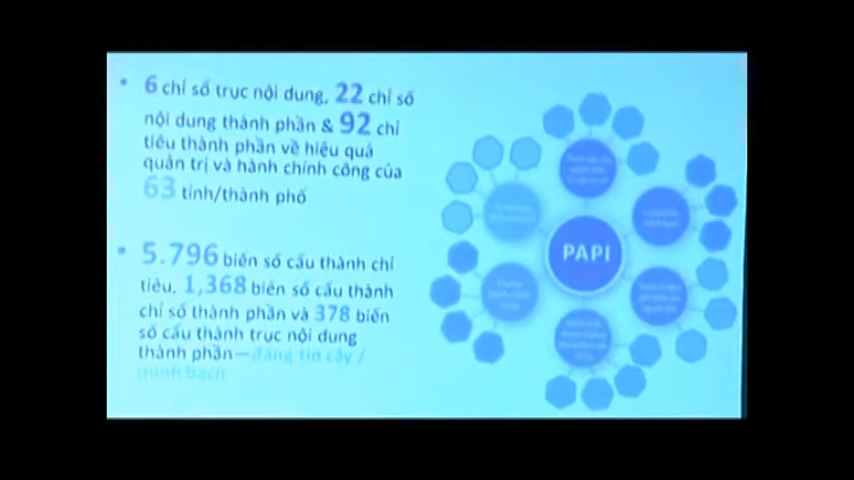 • 6 chỉ số trục nội dung, 22 chỉ số
nội dung thành phần & 92 chỉ
tiêu thành phần về hiệu quả
quản trị và hành chính công của
63 tỉnh/thành phố
• 5.796 biến số cấu thành chỉ
tiêu, 1,368 biến số cấu thành
chỉ số thành phần và 378 biến
số cấu thành trục nội dung
thành phần – đáng tin cậy /
minh bạch
PAPI